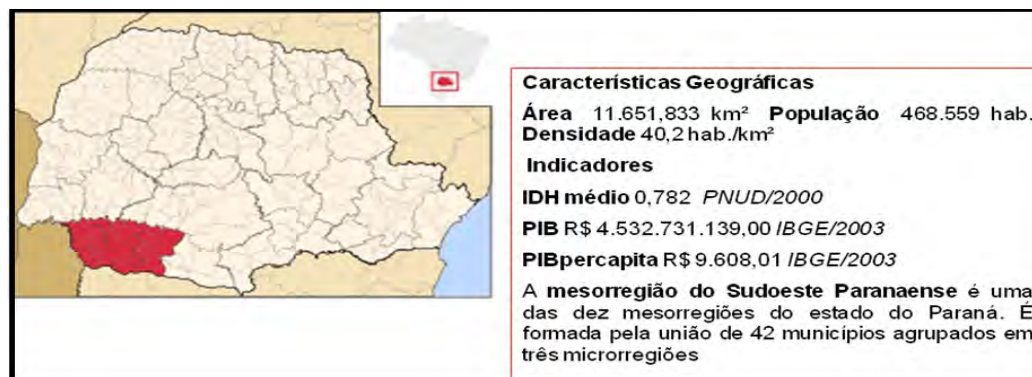 Características Geográficas
Área 11.651,833 km² População 468.559 hab.
Densidade 40,2 hab./km²
Indicadores
IDH médio 0,782 PNUD/2000
PIB R$ 4.532.731.139,00 IBGE/2003
PIBpercapita R$ 9.608,01 IBGE/2003
A mesorregião do Sudoeste Paranaense é uma
das dez mesorregiões do estado do Paraná. É
formada pela união de 42 municípios agrupados em
três microrregiões